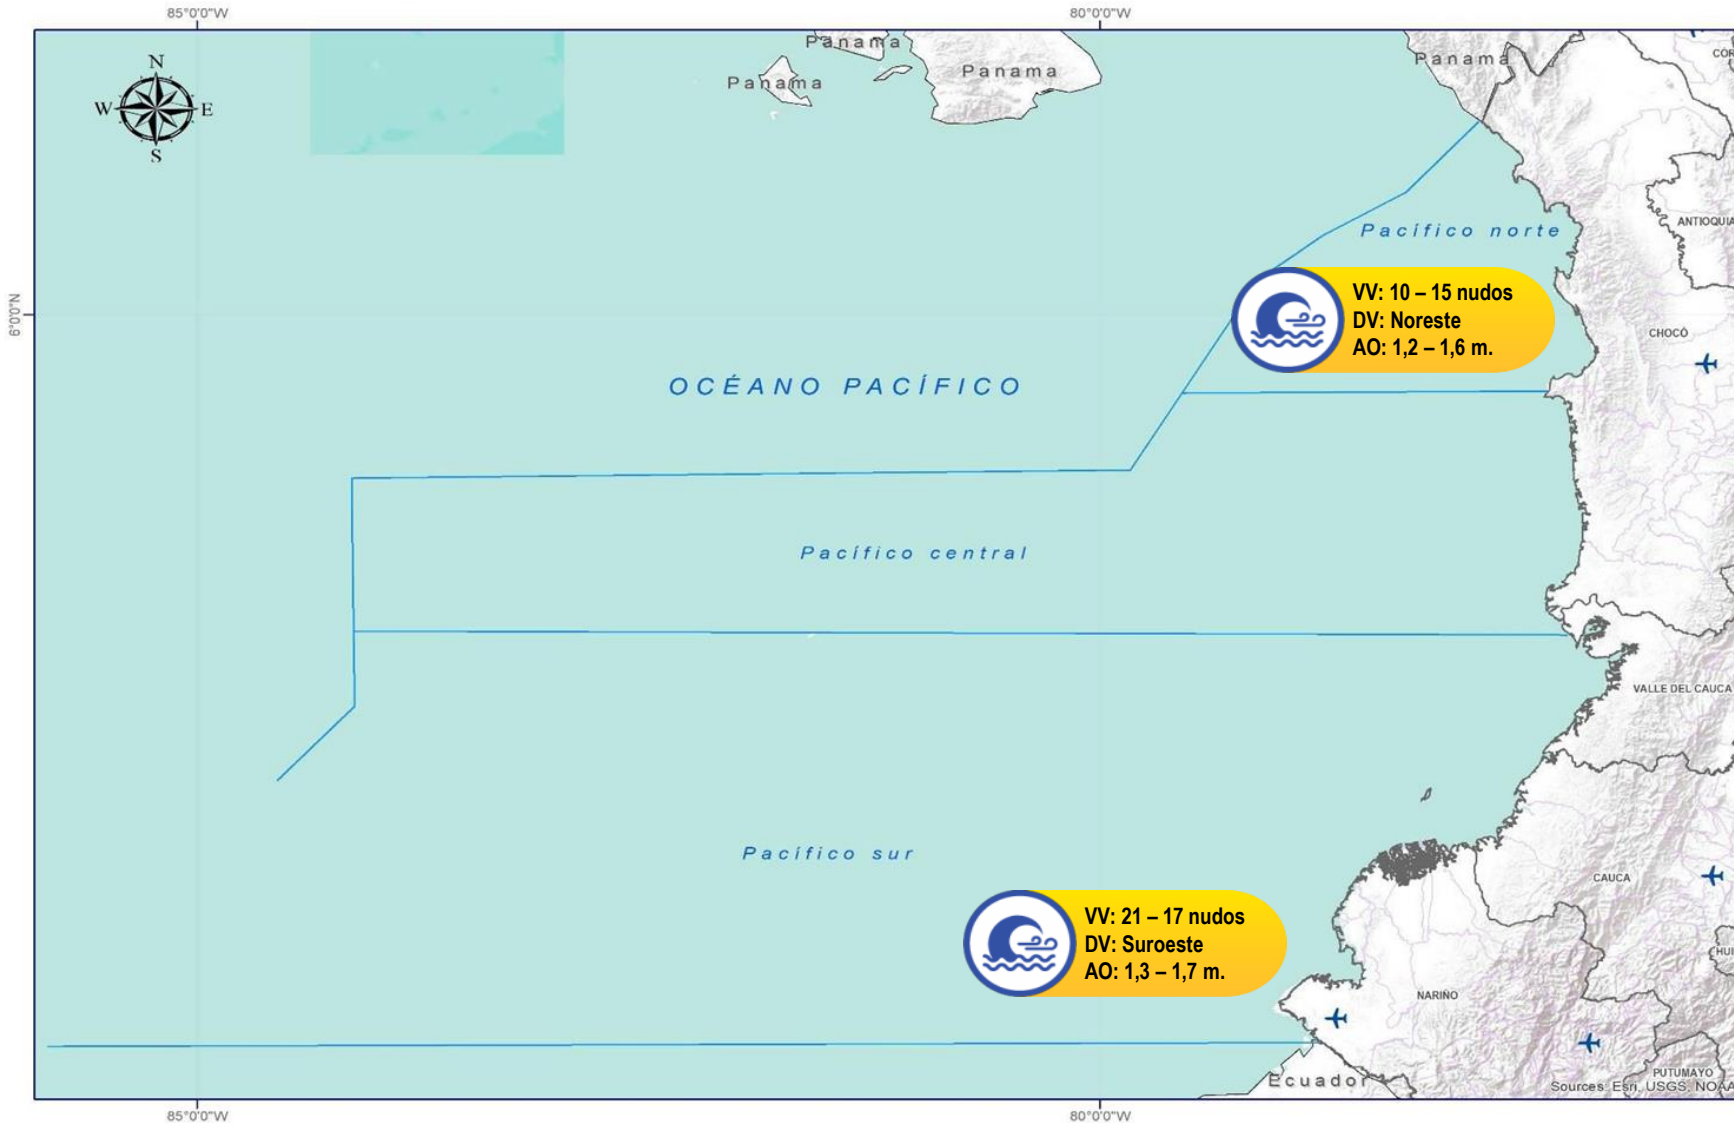 85°0'0"W
80°0'0"W
Panama
Panama
Panama
Panamá
N
W
E
S
ANTIOQUIA
Pacífico norte
6°0'0"N
VV: 10 – 15 nudos
DV: Noreste
AO: 1,2 – 1,6 m.
CHOCÓ
OCÉANO PACÍFICO
Pacífico central
VALLE DEL CAUCA
Pacífico sur
CAUCA
VV: 21 – 17 nudos
DV: Suroeste
AO: 1,3 – 1,7 m.
HUI
NARIÑO
PUTUMAYO
Ecuador
Sources: Esri, USGS, NOAA
85°0'0"W
80°0'0"W